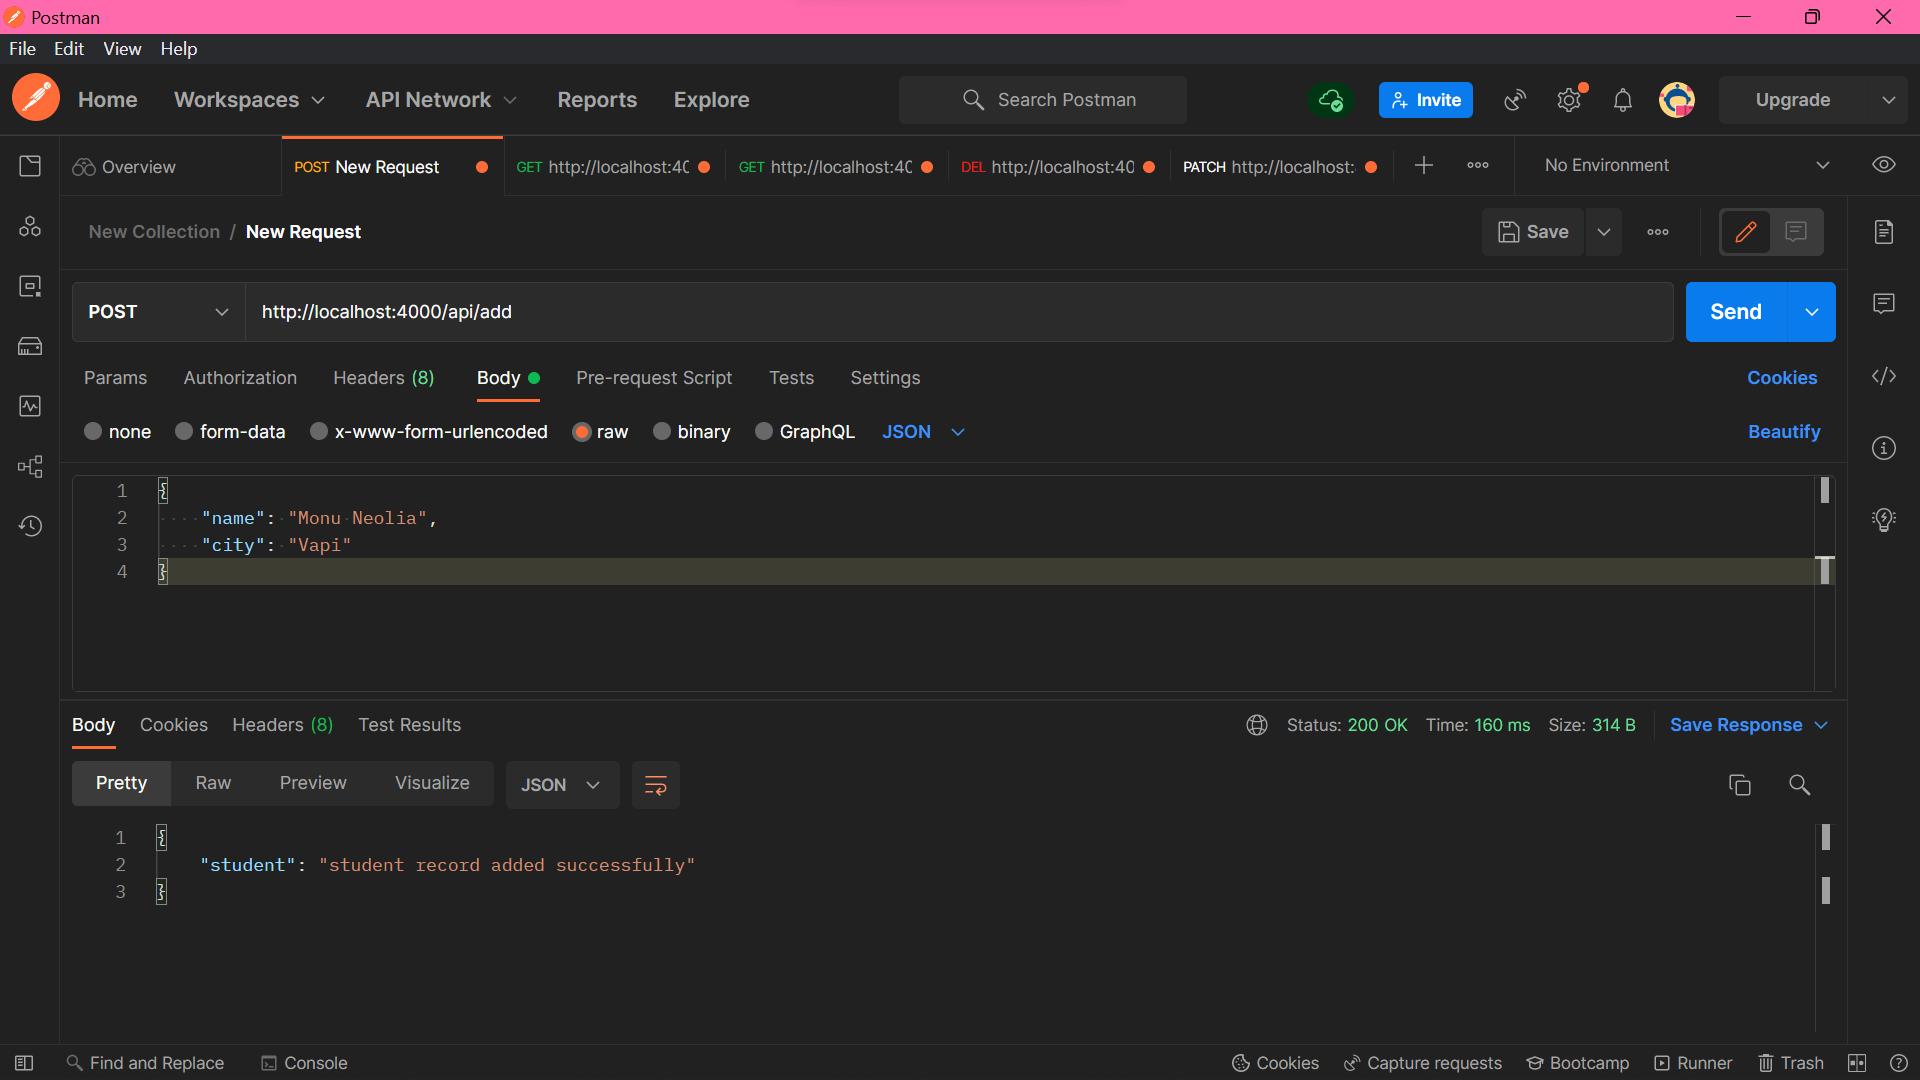 Postman
File Edit View Help
Home Workspaces API Network Reports Explore Search Postman Invite Upgrade
Overview POST New Request GET http://localhost:40 GET http://localhost:40 DEL http://localhost:40 PATCH http://localhost: No Environment
New Collection / New Request Save
POST http://localhost:4000/api/add Send
Params Authorization Headers (8) Body Pre-request Script Tests Settings Cookies
none form-data x-www-form-urlencoded raw binary GraphQL JSON Beautify
1 {
2 "name": "Monu Neolia",
3 "city": "Vapi"
4 }
Body Cookies Headers (8) Test Results Status: 200 OK Time: 160 ms Size: 314 B Save Response
Pretty Raw Preview Visualize JSON
1 {
2 "student": "student record added successfully"
3 }
Find and Replace Console Cookies Capture requests Bootcamp Runner Trash